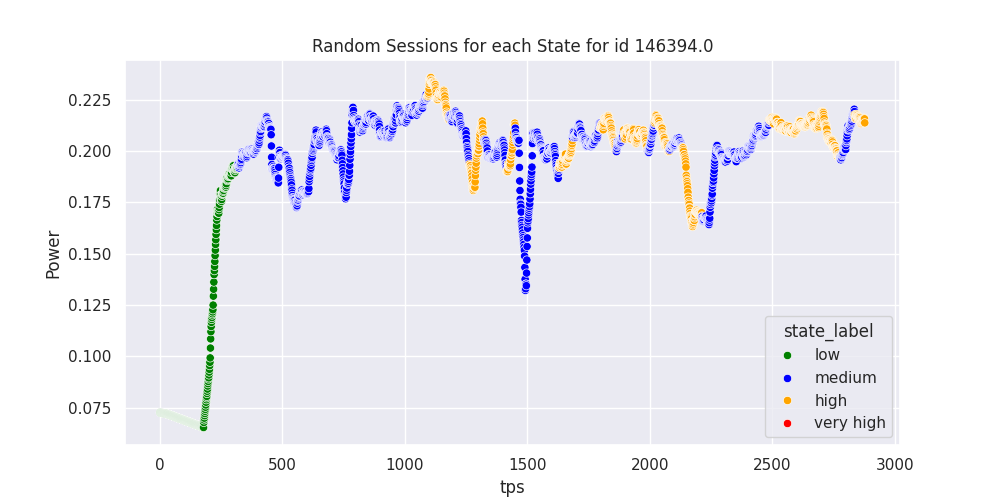 Random Sessions for each State for id 146394.0
Power
0.225
0.200
0.175
0.150
0.125
0.100
0.075
state_label
low
medium
high
very high
0 500 1000 1500 2000 2500 3000
tps